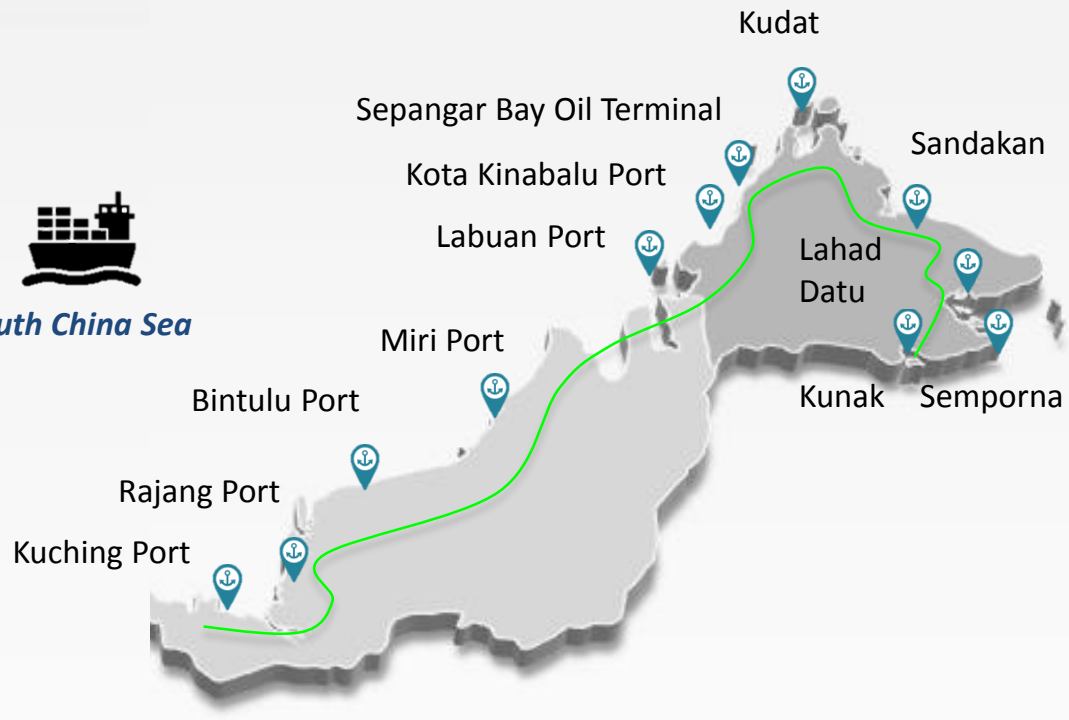 Kudat
Sepangar Bay Oil Terminal
Sandakan
Kota Kinabalu Port
Labuan Port
Lahad
Datu
uth China Sea
Miri Port
Bintulu Port
Kunak
Semporna
Rajang Port
Kuching Port